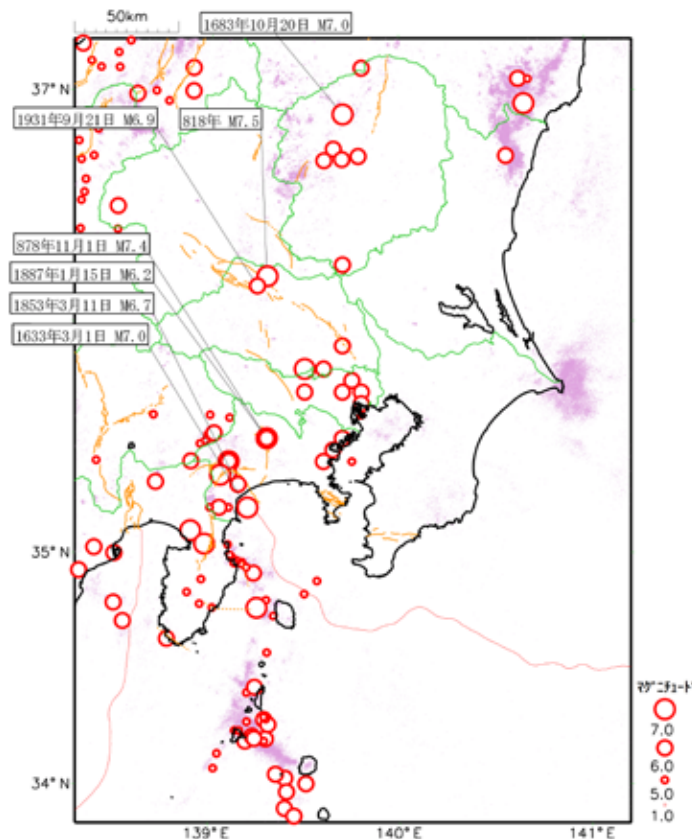 50km
1683年10月20日 M7.0
37°N
1931年9月21日 M6.9
818年 M7.5
878年11月1日 M7.4
1887年1月15日 M6.2
1853年3月11日 M6.7
1633年3月1日 M7.0
35°N
34°N
マグニチュード
7.0
6.0
5.0
1.0
139°E
140°E
141°E